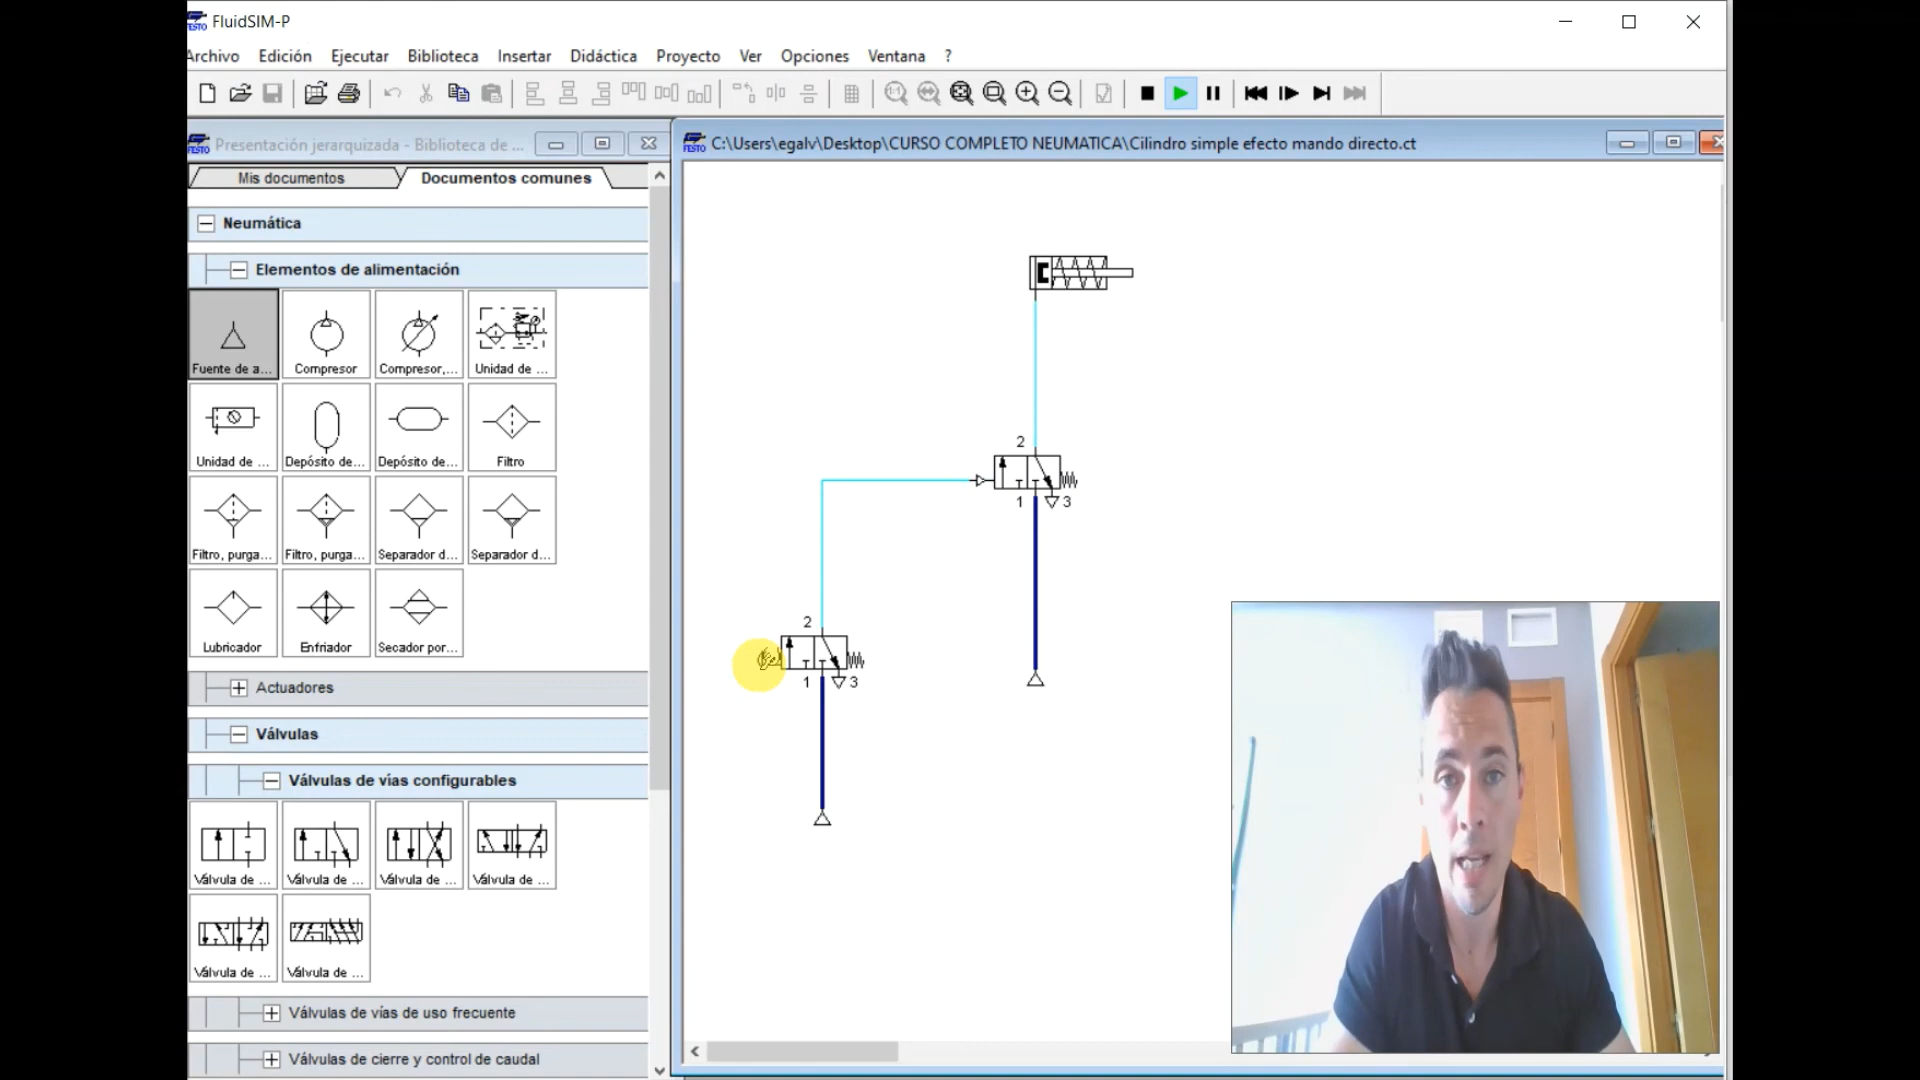 FluidSIM-P
Archivo Edición Ejecutar Biblioteca Insertar Didáctica Proyecto Ver Opciones Ventana ?
Presentación jerarquizada - Biblioteca de ...
Mis documentos
Documentos comunes
Neumática
Elementos de alimentación
Fuente de a...
Compresor
Compresor,...
Unidad de ...
Unidad de ...
Depósito de...
Depósito de...
Filtro
Filtro, purga...
Filtro, purga...
Separador d...
Separador d...
Lubricador
Enfriador
Secador por...
Actuadores
Válvulas
Válvulas de vías configurables
Válvula de ...
Válvula de ...
Válvula de ...
Válvula de ...
Válvula de ...
Válvula de ...
Válvulas de vías de uso frecuente
Válvulas de cierre y control de caudal
FESTO
C:\Users\egalv\Desktop\CURSO COMPLETO NEUMATICA\Cilindro simple efecto mando directo.ct
2
1 3
2
1 3